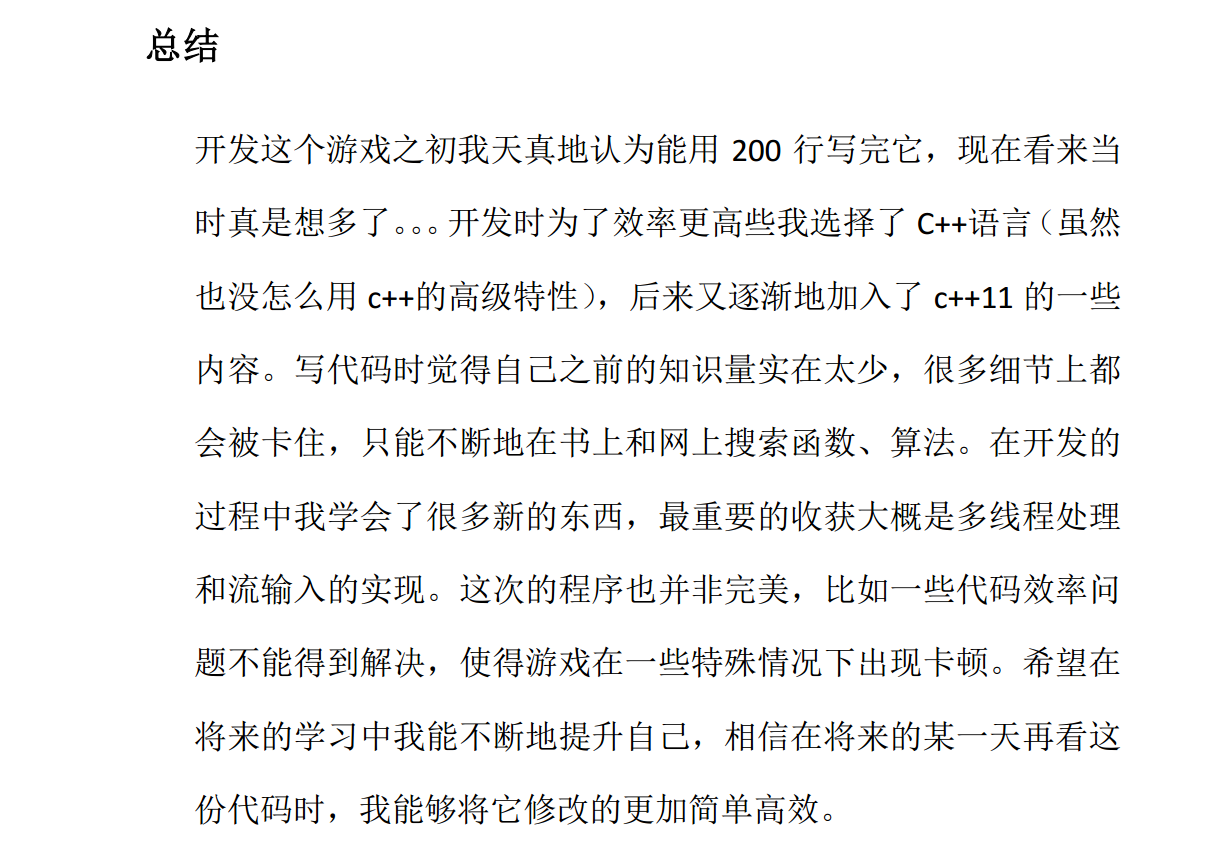 总结
开发这个游戏之初我天真地认为能用 200 行写完它，现在看来当
时真是想多了。。。开发时为了效率更高些我选择了 C++语言（虽然
也没怎么用 c++的高级特性），后来又逐渐地加入了 c++11 的一些
内容。写代码时觉得自己之前的知识量实在太少，很多细节上都
会被卡住，只能不断地在书上和网上搜索函数、算法。在开发的
过程中我学会了很多新的东西，最重要的收获大概是多线程处理
和流输入的实现。这次的程序也并非完美，比如一些代码效率问
题不能得到解决，使得游戏在一些特殊情况下出现卡顿。希望在
将来的学习中我能不断地提升自己，相信在将来的某一天再看这
份代码时，我能够将它修改的更加简单高效。